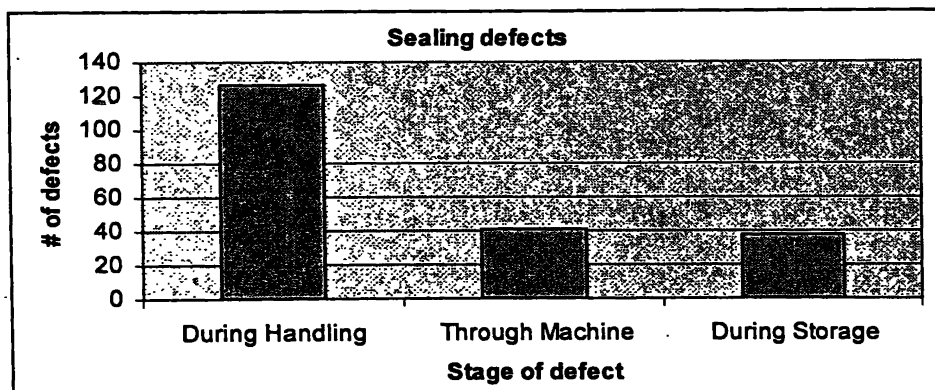 Sealing defects
140
120
100
80
60
40
20
0
# of defects
During Handling Through Machine During Storage
Stage of defect